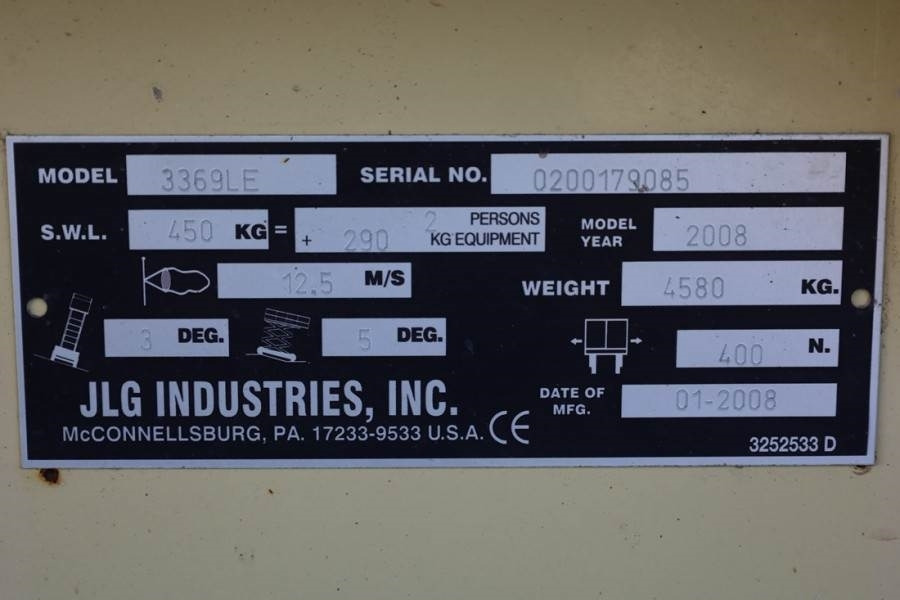 MODEL 3369LE SERIAL NO. 0200179085
S.W.L. 450 KG = 2 PERSONS
+ 290 KG EQUIPMENT
MODEL YEAR 2008
12.5 M/S
WEIGHT 4580 KG.
3 DEG. 5 DEG.
400 N.
JLG INDUSTRIES, INC.
DATE OF MFG. 01-2008
McCONNELLSBURG, PA. 17233-9533 U.S.A. CE
3252533 D